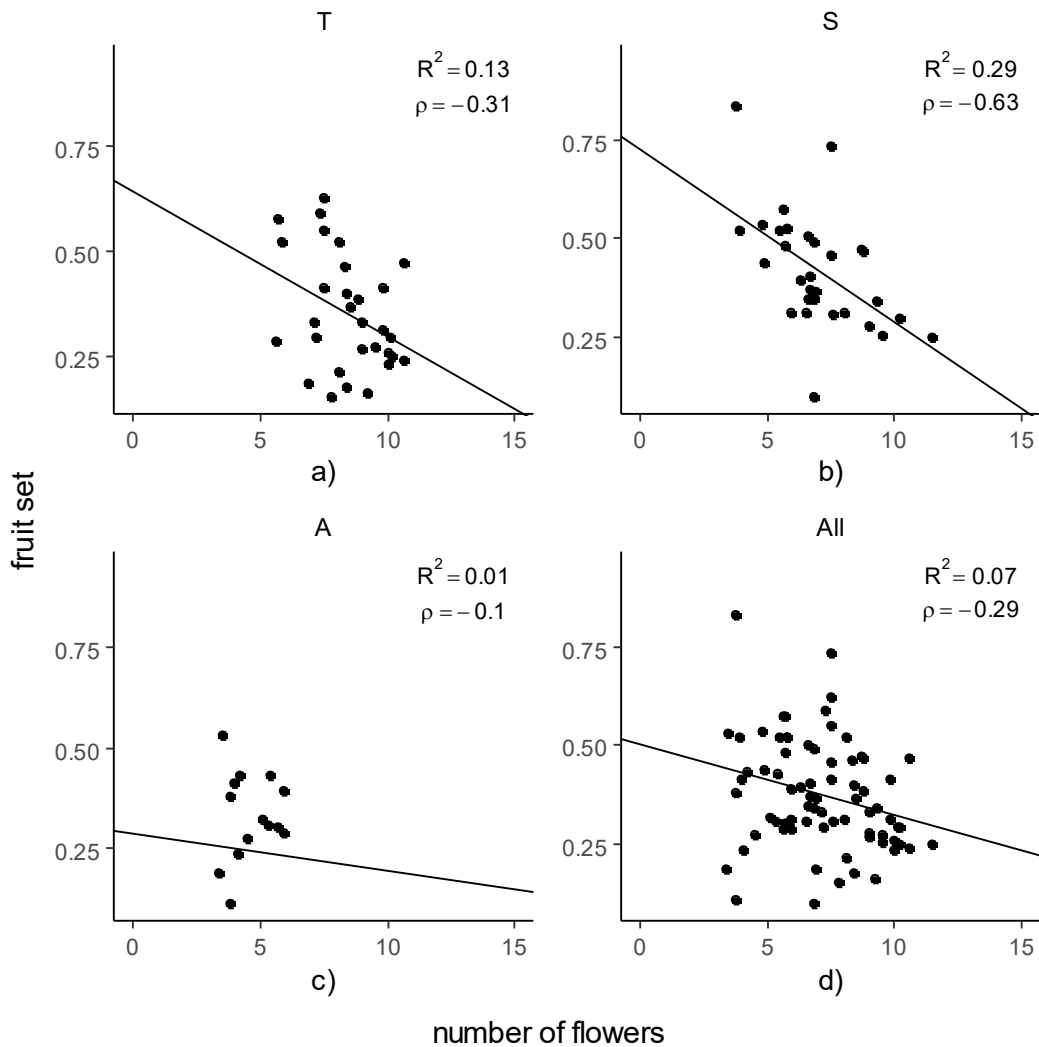 T
R² = 0.13
ρ = −0.31
0.75
0.50
0.25
0 5 10 15
a)
S
R² = 0.29
ρ = −0.63
0.75
0.50
0.25
0 5 10 15
b)
fruit set
A
R² = 0.01
ρ = −0.1
0.75
0.50
0.25
0 5 10 15
c)
All
R² = 0.07
ρ = −0.29
0.75
0.50
0.25
0 5 10 15
d)
number of flowers